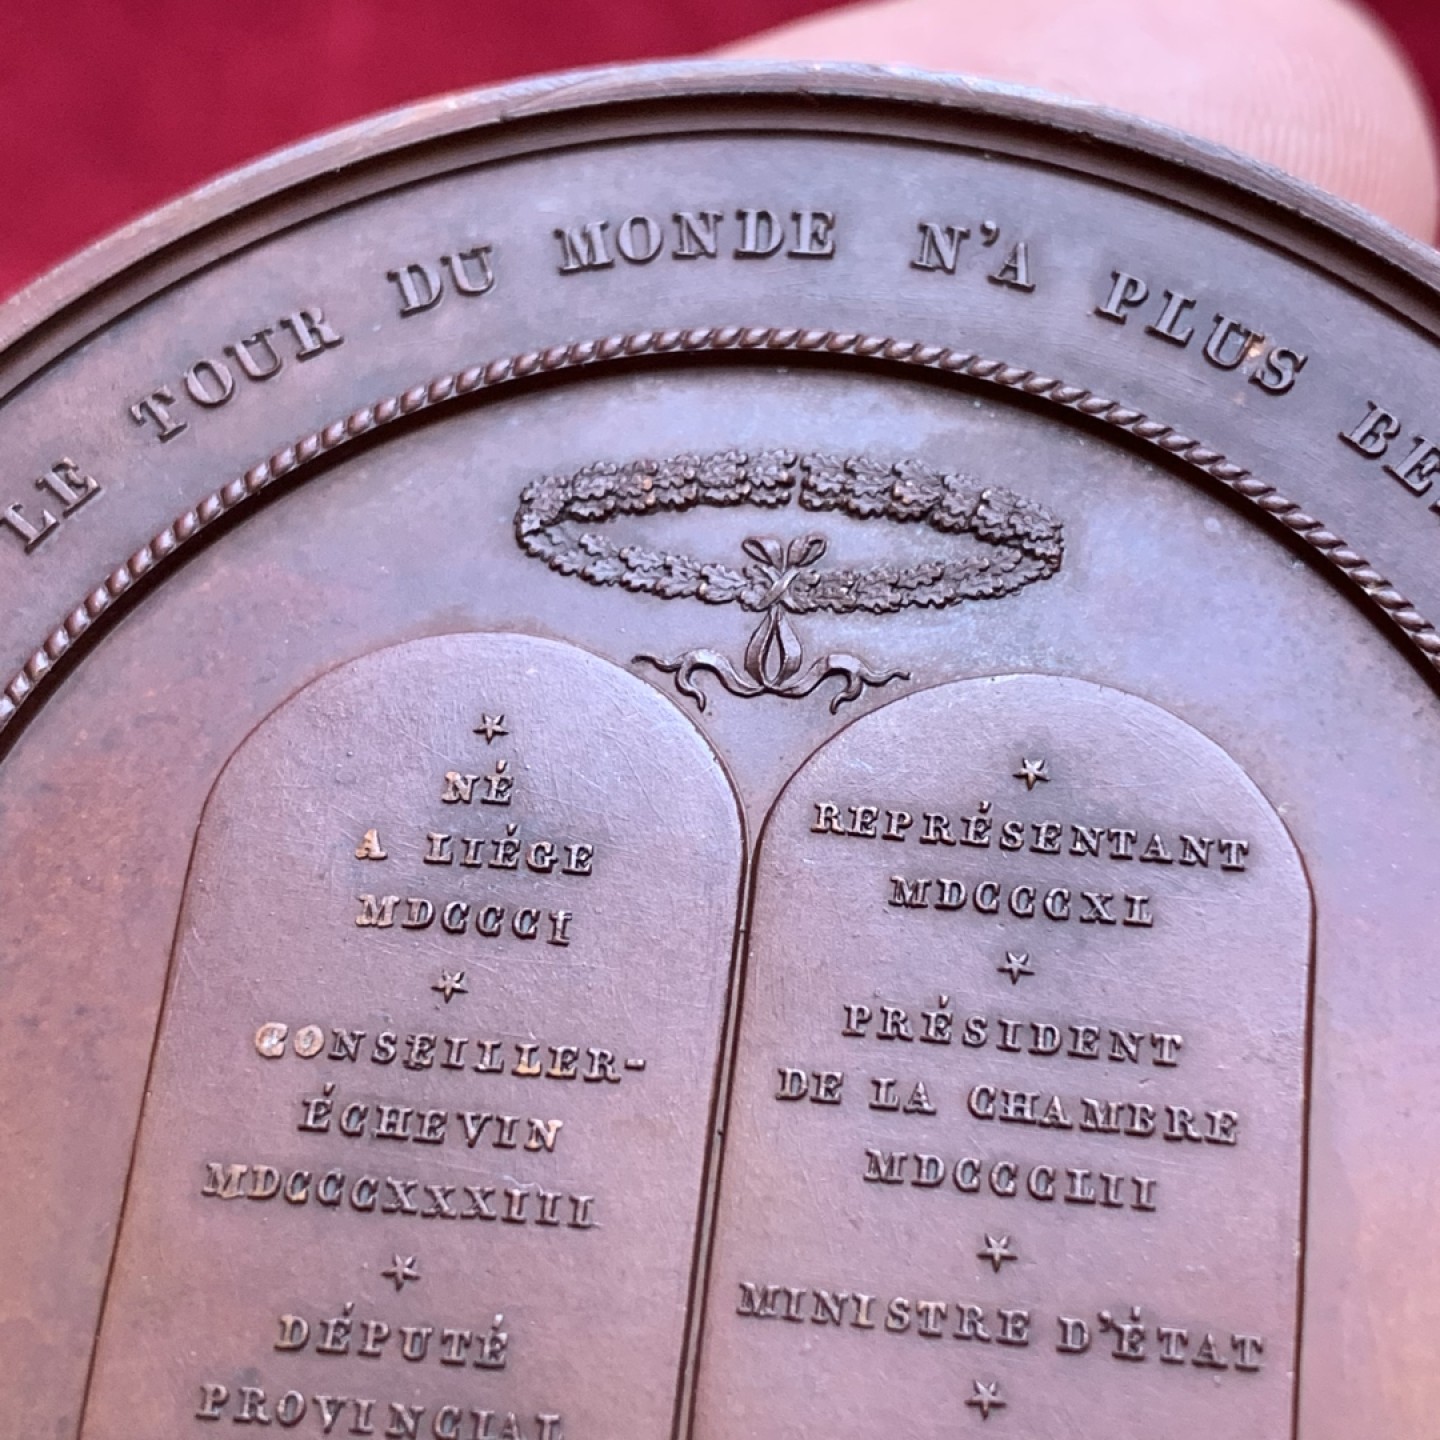 LE TOUR DU MONDE N'A PLUS
★
NÉ
A LIÉGE
MDCCCI
★
CONSEILLER-
ÉCHEVIN
MDCCCXXXIII
★
DÉPUTÉ
PROVINCIAL
★
REPRÉSENTANT
MDCCCXL
★
PRÉSIDENT
DE LA CHAMBRE
MDCCCLII
★
MINISTRE D'ÉTAT
★